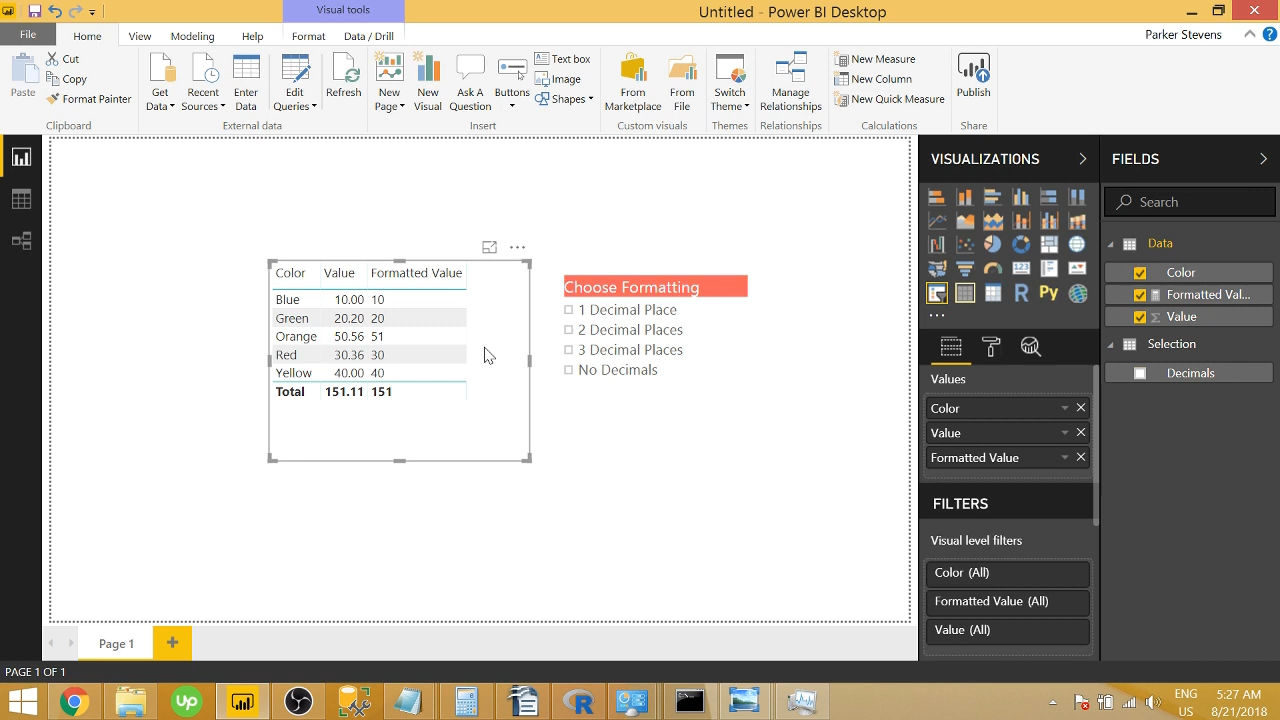 Visual tools
Untitled - Power BI Desktop
File
Home
View
Modeling
Help
Format
Data / Drill
Parker Stevens
Paste
Cut
Copy
Format Painter
Clipboard
Get Data
Recent Sources
Enter Data
Edit Queries
Refresh
External data
New Page
New Visual
Ask A Question
Buttons
Text box
Image
Shapes
Insert
From Marketplace
From File
Custom visuals
Switch Theme
Themes
Manage Relationships
Relationships
New Measure
New Column
New Quick Measure
Calculations
Publish
Share
Color Value Formatted Value
Blue 10.00 10
Green 20.20 20
Orange 50.56 51
Red 30.36 30
Yellow 40.00 40
Total 151.11 151
Choose Formatting
1 Decimal Place
2 Decimal Places
3 Decimal Places
No Decimals
VISUALIZATIONS
R
Py
Values
Color
Value
Formatted Value
FILTERS
Visual level filters
Color (All)
Formatted Value (All)
Value (All)
FIELDS
Search
Data
Color
Formatted Val...
Value
Selection
Decimals
Page 1
PAGE 1 OF 1
Up
R
ENG
US
5:27 AM
8/21/2018